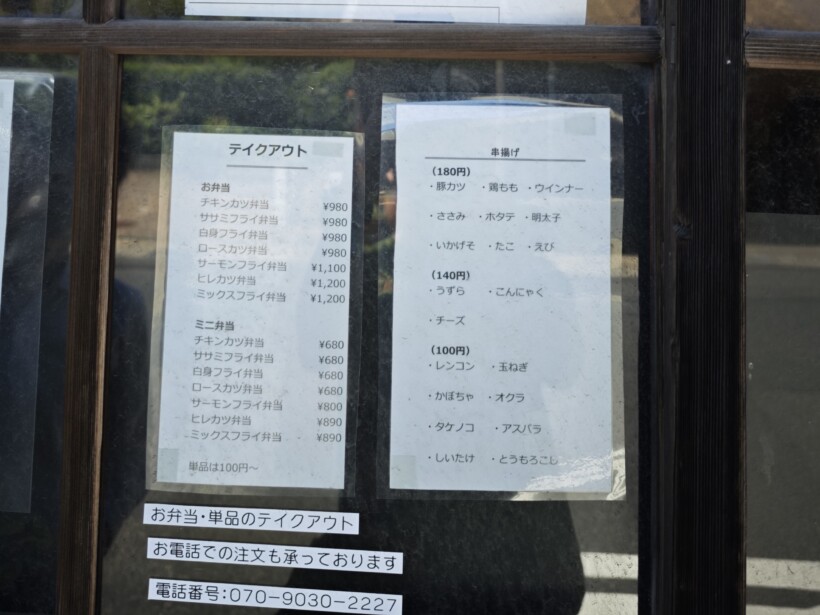 テイクアウト
お弁当
チキンカツ弁当 ¥980
ササミフライ弁当 ¥980
白身フライ弁当 ¥980
ロースカツ弁当 ¥980
サーモンフライ弁当 ¥1,100
ヒレカツ弁当 ¥1,200
ミックスフライ弁当 ¥1,200
ミニ弁当
チキンカツ弁当 ¥680
ササミフライ弁当 ¥680
白身フライ弁当 ¥680
ロースカツ弁当 ¥680
サーモンフライ弁当 ¥800
ヒレカツ弁当 ¥890
ミックスフライ弁当 ¥890
単品は100円～
串揚げ
(180円)
・豚カツ ・鶏もも ・ウインナー
・ささみ ・ホタテ ・明太子
・いかげそ ・たこ ・えび
(140円)
・うずら ・こんにゃく
・チーズ
(100円)
・レンコン ・玉ねぎ
・かぼちゃ ・オクラ
・タケノコ ・アスパラ
・しいたけ ・とうもろこし
お弁当・単品のテイクアウト
お電話での注文も承っております
電話番号:070-9030-2227